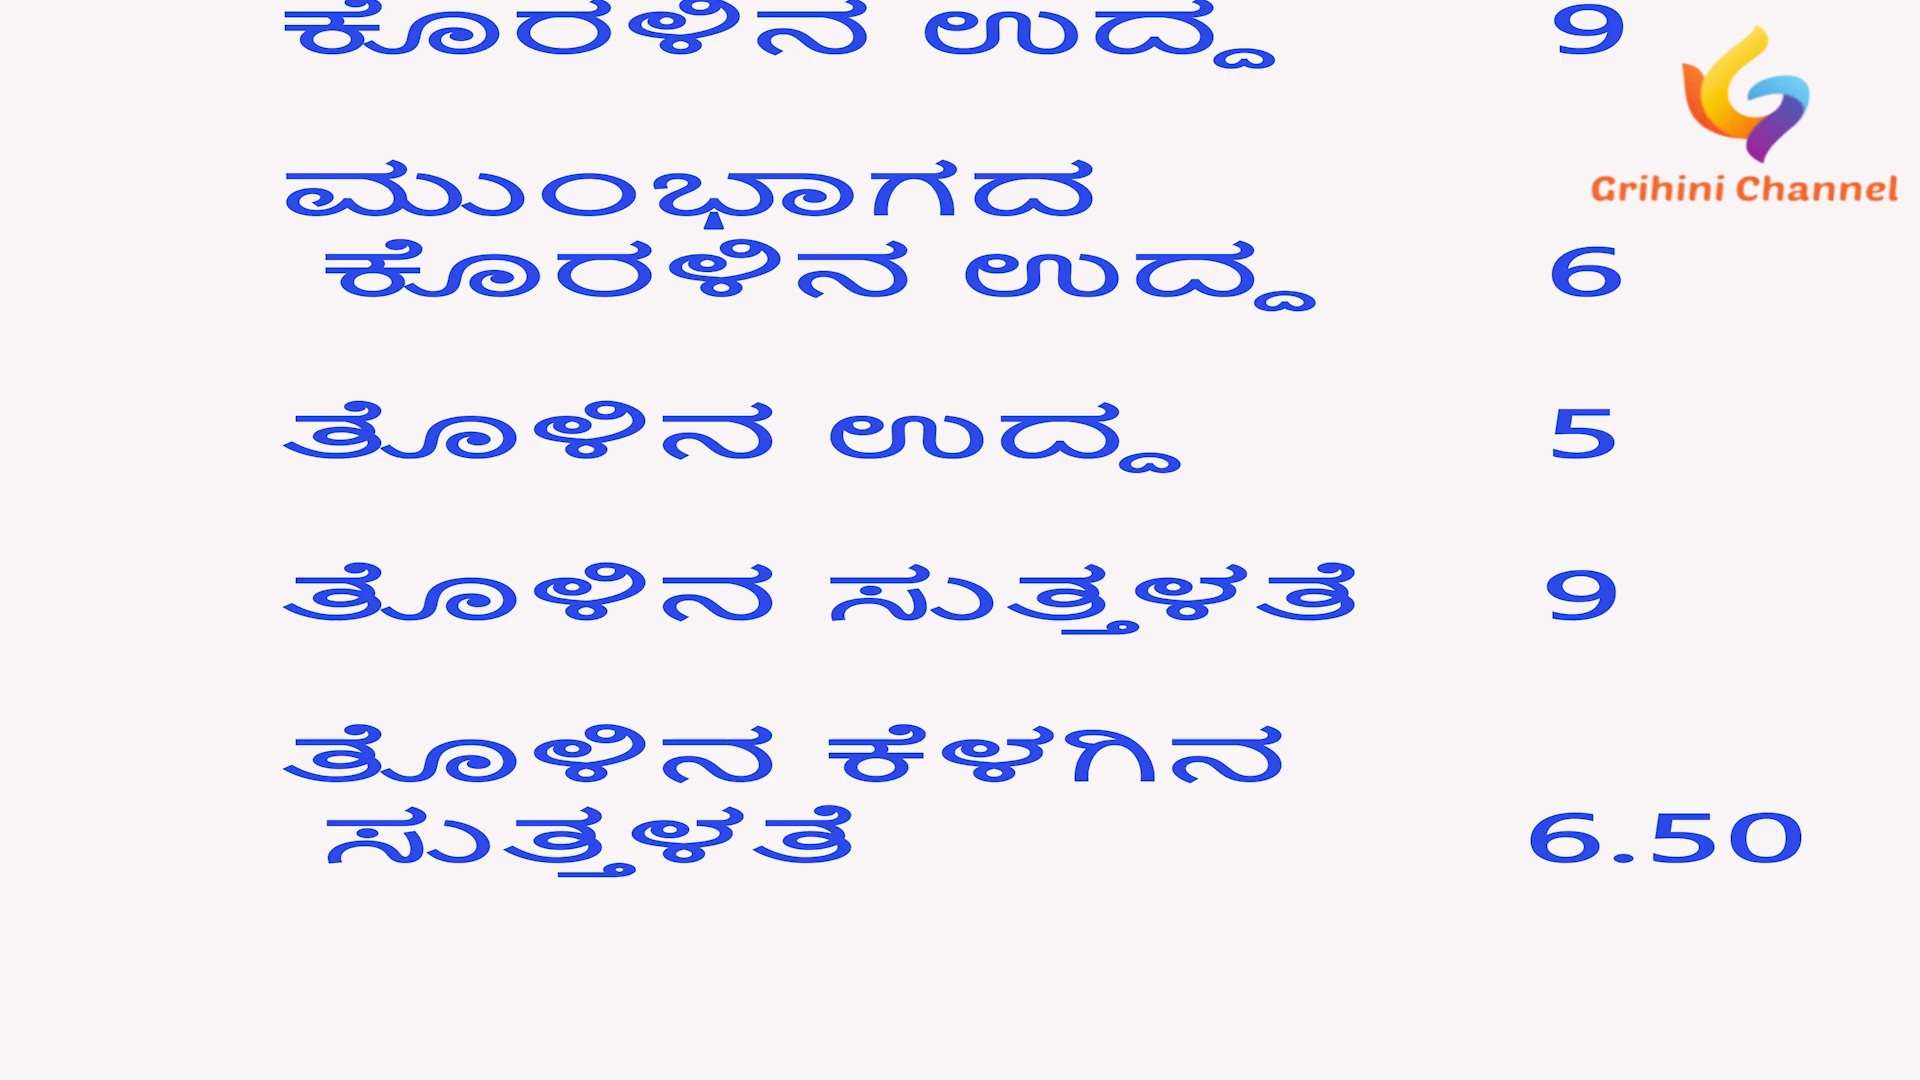 ಕೊರಳಿನ ಉದ್ದ 9
Grihini Channel
ಮುಂಭಾಗದ
ಕೊರಳಿನ ಉದ್ದ 6
ತೊಳಿನ ಉದ್ದ 5
ತೊಳಿನ ಸುತ್ತಳತೆ 9
ತೊಳಿನ ಕೆಳಗಿನ
ಸುತ್ತಳತೆ 6.50